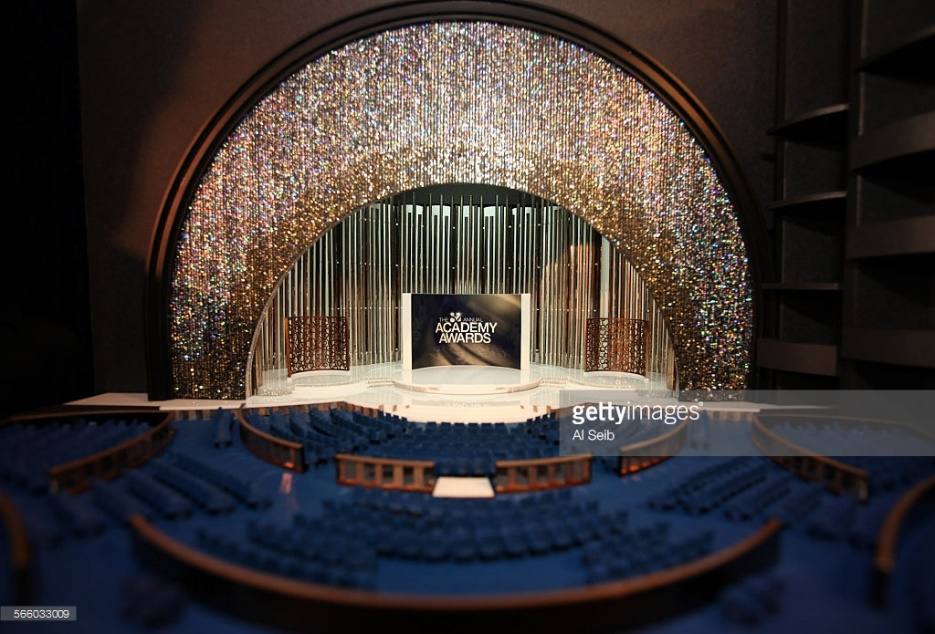 THE ANNUAL
ACADEMY
AWARDS
gettyimages
Al Seib
566033009